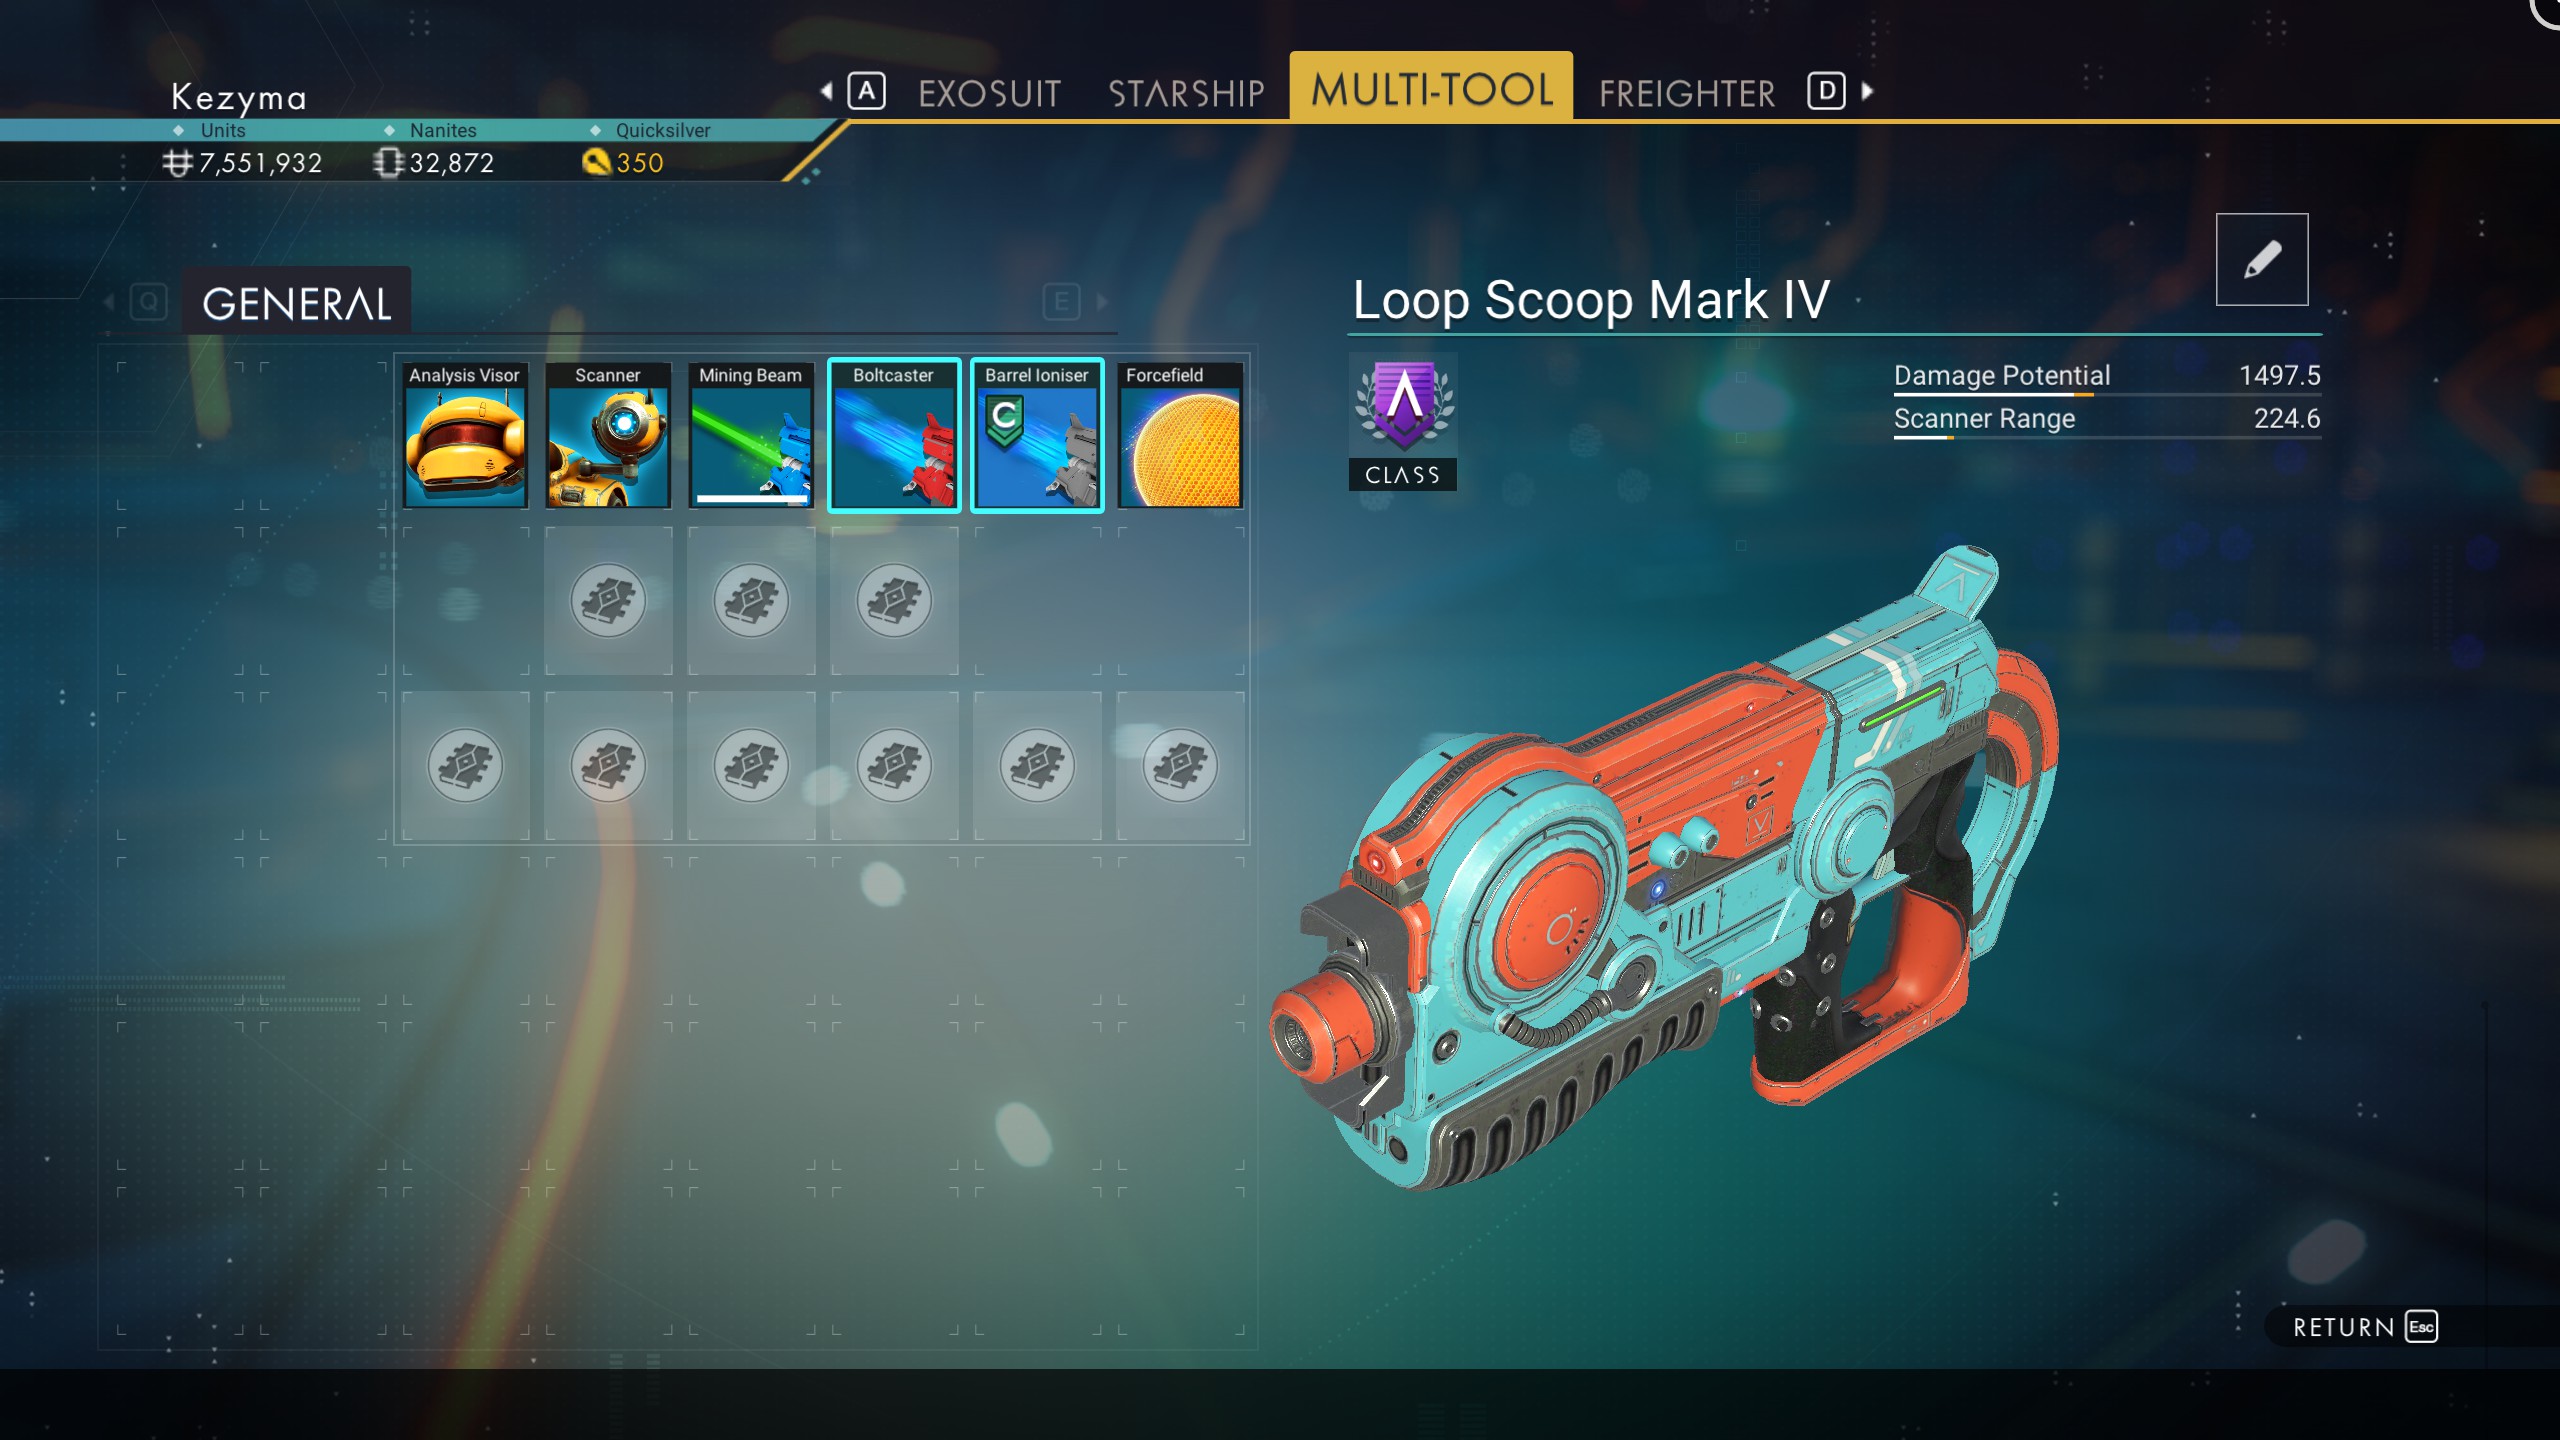 Kezyma
A EXOSUIT STARSHIP MULTI-TOOL FREIGHTER D
Units Nanites Quicksilver
7,551,932 32,872 350
Q GENERAL E
Loop Scoop Mark IV
Analysis Visor Scanner Mining Beam Boltcaster Barrel Ioniser Forcefield
C
A
CLASS
Damage Potential 1497.5
Scanner Range 224.6
RETURN Esc